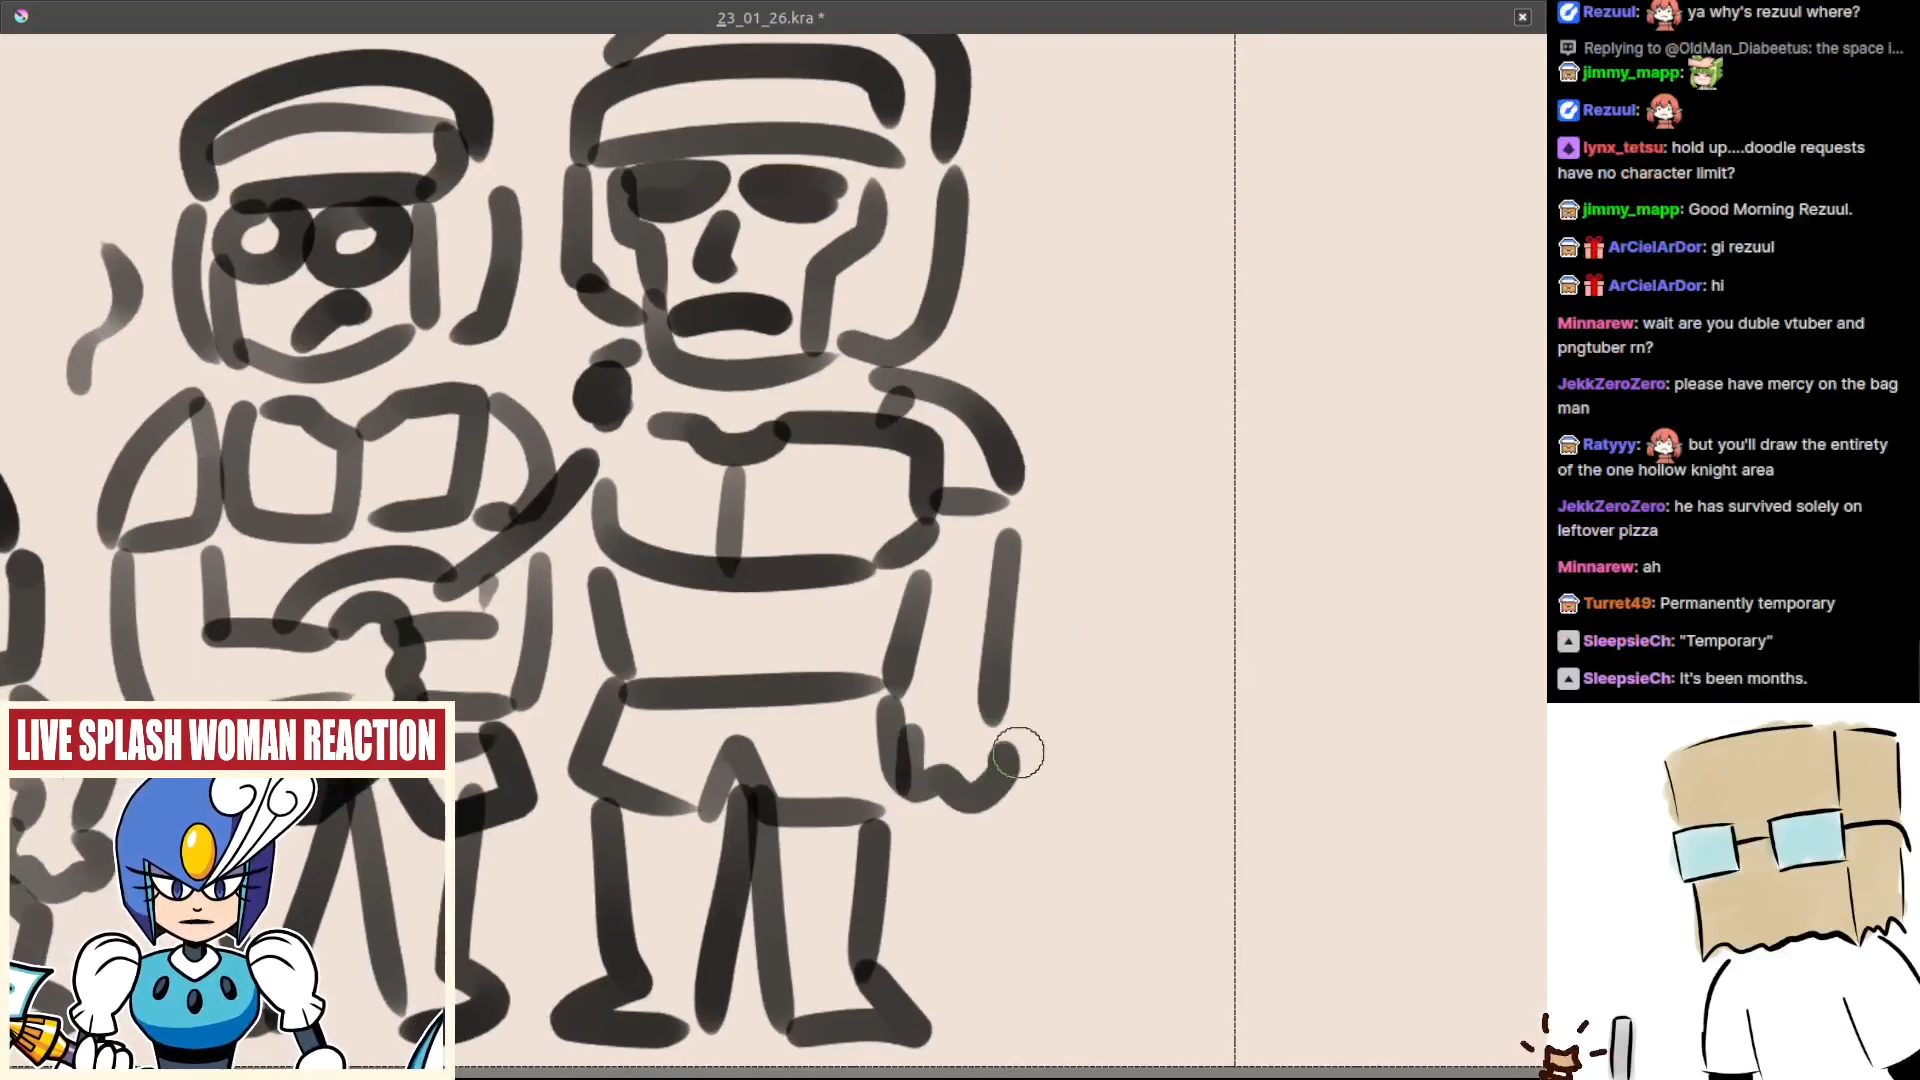 23_01_26.kra *
Rezuul: ya why's rezuul where?
Replying to @OldMan_Diabeetus: the space i...
jimmy_mapp:
Rezuul:
lynx_tetsu: hold up....doodle requests
have no character limit?
jimmy_mapp: Good Morning Rezuul.
ArCielArDor: gi rezuul
ArCielArDor: hi
Minnarew: wait are you duble vtuber and
pngtuber rn?
JekkZeroZero: please have mercy on the bag
man
Ratyyy: but you'll draw the entirety
of the one hollow knight area
JekkZeroZero: he has survived solely on
leftover pizza
Minnarew: ah
Turret49: Permanently temporary
SleepsieCh: "Temporary"
SleepsieCh: It's been months.
LIVE SPLASH WOMAN REACTION